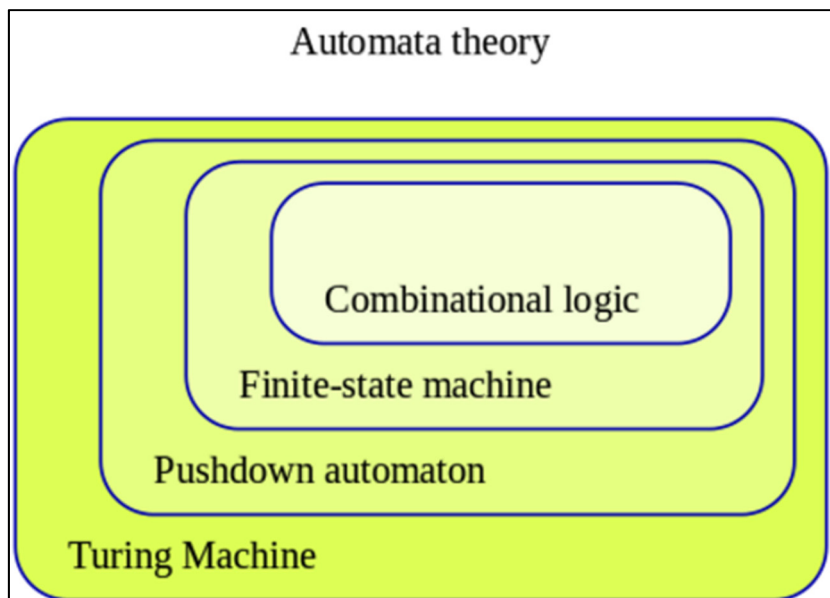 Automata theory
Combinational logic
Finite-state machine
Pushdown automaton
Turing Machine